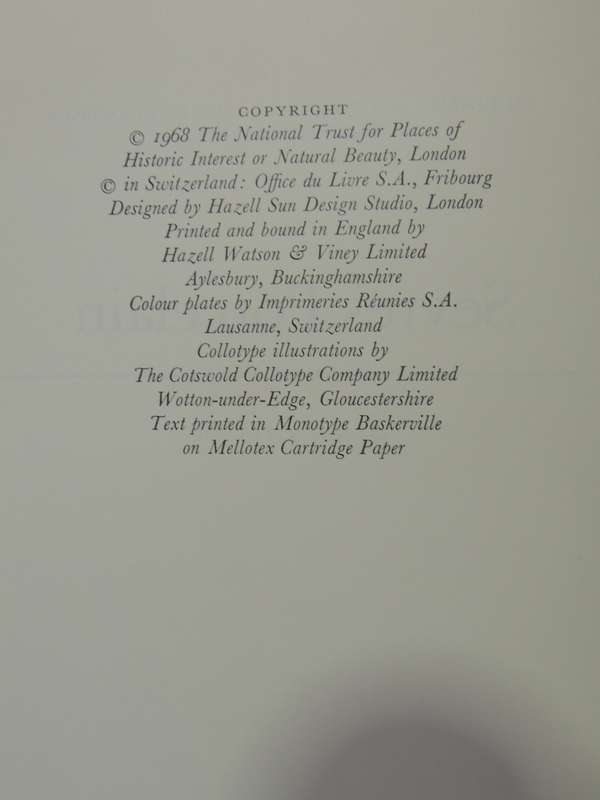 COPYRIGHT
© 1968 The National Trust for Places of
Historic Interest or Natural Beauty, London
© in Switzerland: Office du Livre S.A., Fribourg
Designed by Hazell Sun Design Studio, London
Printed and bound in England by
Hazell Watson & Viney Limited
Aylesbury, Buckinghamshire
Colour plates by Imprimeries Réunies S.A.
Lausanne, Switzerland
Collotype illustrations by
The Cotswold Collotype Company Limited
Wotton-under-Edge, Gloucestershire
Text printed in Monotype Baskerville
on Mellotex Cartridge Paper